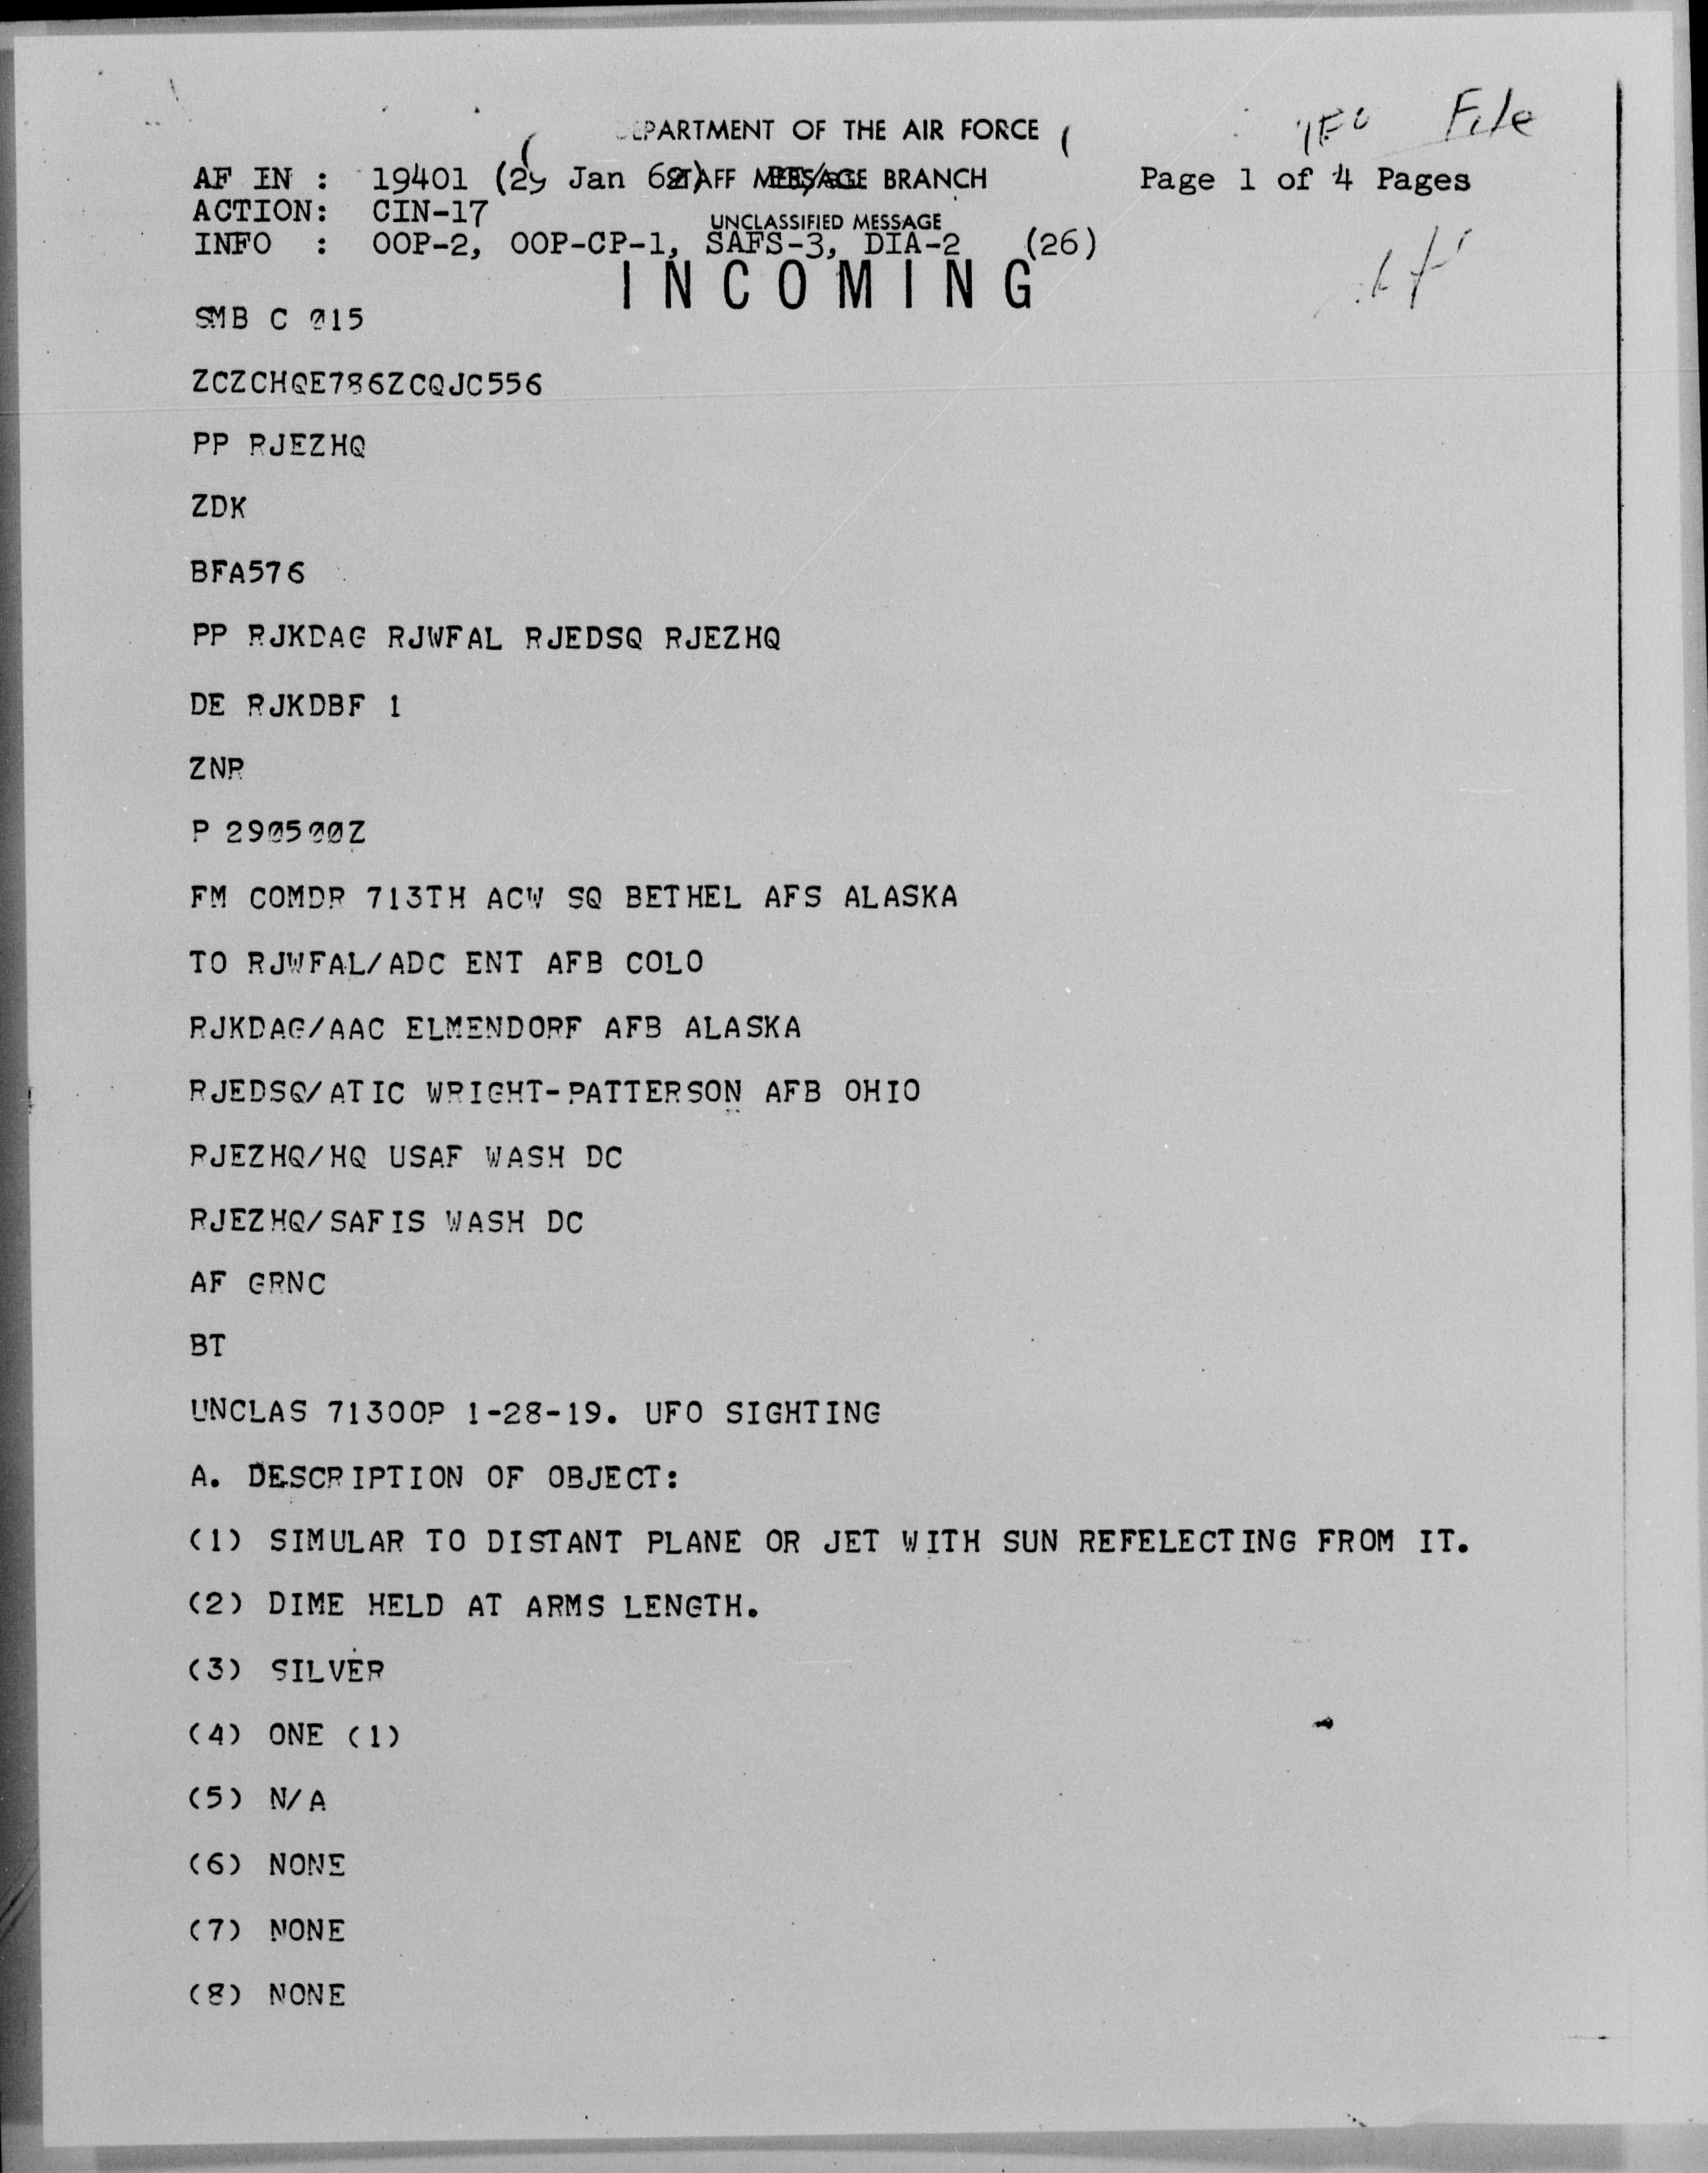 DEPARTMENT OF THE AIR FORCE
File
AF IN : 19401 (29 Jan 62) STAFF MESSAGE BRANCH Page 1 of 4 Pages
ACTION: CIN-17
UNCLASSIFIED MESSAGE
INFO : OOP-2, OOP-CP-1, SAFS-3, DIA-2 (26)
INCOMING
SMB C 015
ZCZCHQE786ZCQJC556
PP RJEZHQ
ZDK
BFA576
PP RJKDAG RJWFAL RJEDSQ RJEZHQ
DE RJKDBF 1
ZNR
P 290500Z
FM COMDR 713TH ACW SQ BETHEL AFS ALASKA
TO RJWFAL/ADC ENT AFB COLO
RJKDAG/AAC ELMENDORF AFB ALASKA
RJEDSQ/ATIC WRIGHT-PATTERSON AFB OHIO
RJEZHQ/HQ USAF WASH DC
RJEZHQ/SAFIS WASH DC
AF GRNC
BT
UNCLAS 713OOP 1-28-19. UFO SIGHTING
A. DESCRIPTION OF OBJECT:
(1) SIMULAR TO DISTANT PLANE OR JET WITH SUN REFELECTING FROM IT.
(2) DIME HELD AT ARMS LENGTH.
(3) SILVER
(4) ONE (1)
(5) N/A
(6) NONE
(7) NONE
(8) NONE